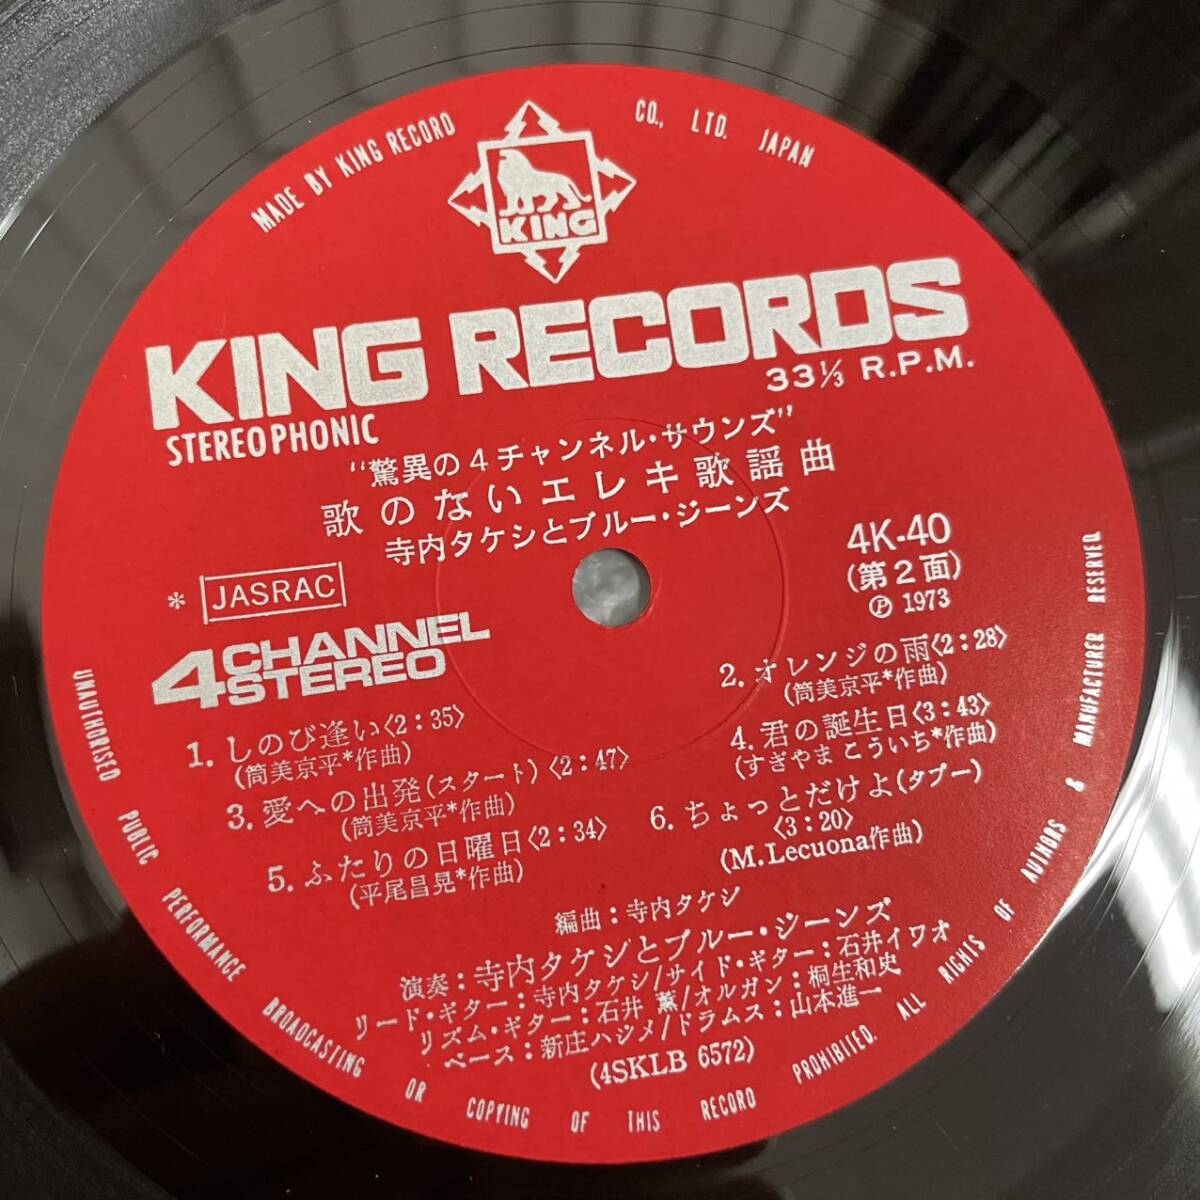 MADE BY KING RECORD CO., LTD. JAPAN
KING
KING RECORDS
STEREOPHONIC
33⅓ R.P.M.
“驚異の4チャンネル・サウンズ”
歌のないエレキ歌謡曲
寺内タケシとブルー・ジーンズ
4K-40
(第2面)
Ⓟ 1973
* JASRAC
4 CHANNEL
STEREO
1. しのび逢い〈2:35〉
(筒美京平*作曲)
2. オレンジの雨〈2:28〉
(筒美京平*作曲)
3. 愛への出発(スタート)〈2:47〉
(筒美京平*作曲)
4. 君の誕生日〈3:43〉
(すぎやま こういち*作曲)
5. ふたりの日曜日〈2:34〉
(平尾昌晃*作曲)
6. ちょっとだけよ(タブー)
〈3:20〉
(M.Lecuona作曲)
編曲:寺内タケシ
演奏:寺内タケシとブルー・ジーンズ
リード・ギター:寺内タケシ/サイド・ギター:石井イワオ
リズム・ギター:石井 薫/オルガン:桐生和史
ベース:新庄ハジメ/ドラムス:山本進一
(4SKLB 6572)
UNAUTHORISED PUBLIC PERFORMANCE BROADCASTING OR COPYING OF THIS RECORD PROHIBITED. ALL RIGHTS OF AUTHORS & MANUFACTURER RESERVED